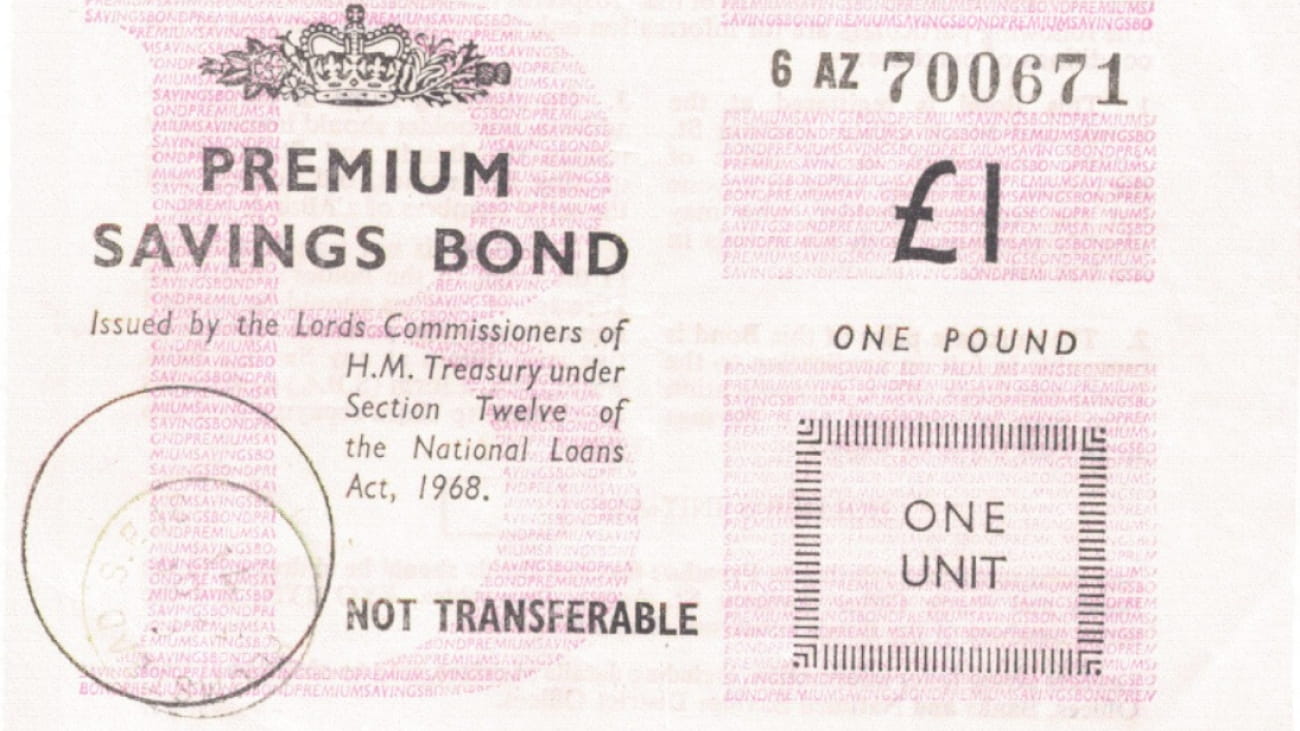 6 AZ 700671
PREMIUM
SAVINGS BOND
Issued by the Lords Commissioners of
H.M. Treasury under
Section Twelve of
the National Loans
Act, 1968.
NOT TRANSFERABLE
£1
ONE POUND
ONE
UNIT